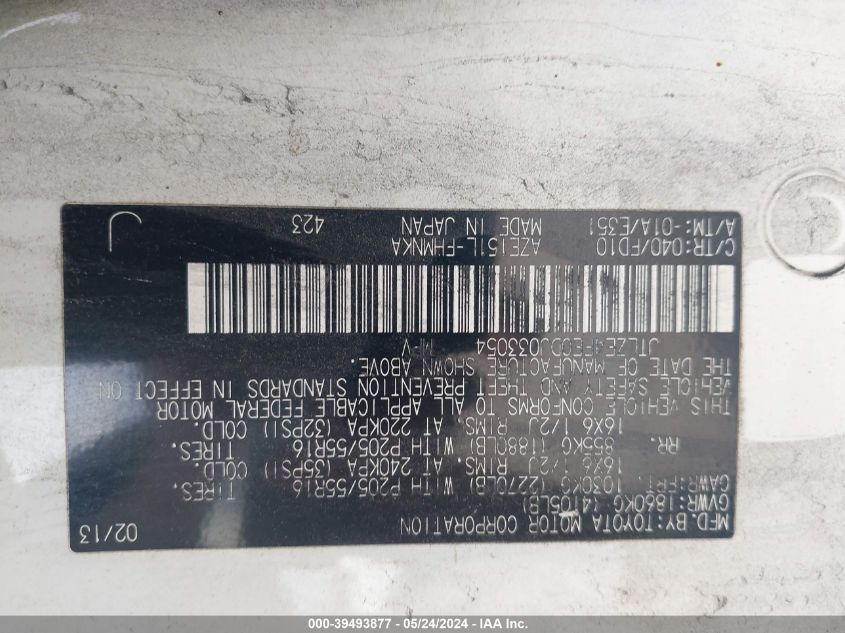 MFD. BY:TOYOTA MOTOR CORPORATION 02/13
GVWR:1860KG (4105LB)
GAWR:FRT. 1030KG (2270LB) WITH P205/55R16 TIRES.
16X6 1/2J RIMS. AT 240KPA (35PSI) COLD.
RR. 855KG (1880LB) WITH P205/55R16 TIRES.
16X6 1/2J RIMS. AT 220KPA (32PSI) COLD.
THIS VEHICLE CONFORMS TO ALL APPLICABLE FEDERAL MOTOR
VEHICLE SAFETY AND THEFT PREVENTION STANDARDS IN EFFECT ON
THE DATE OF MANUFACTURE SHOWN ABOVE.
JTLZE4FE0DJ033054 MPV
C/TR:040/FD10 AZE151L-FHMNKA
A/TM:-01A/E351 MADE IN JAPAN 423 J
000-39493877 - 05/24/2024 - IAA Inc.